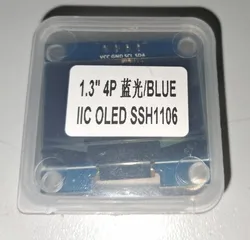 VCC GND SCL SDA
1.3" 4P 蓝光/BLUE
IIC OLED SSH1106